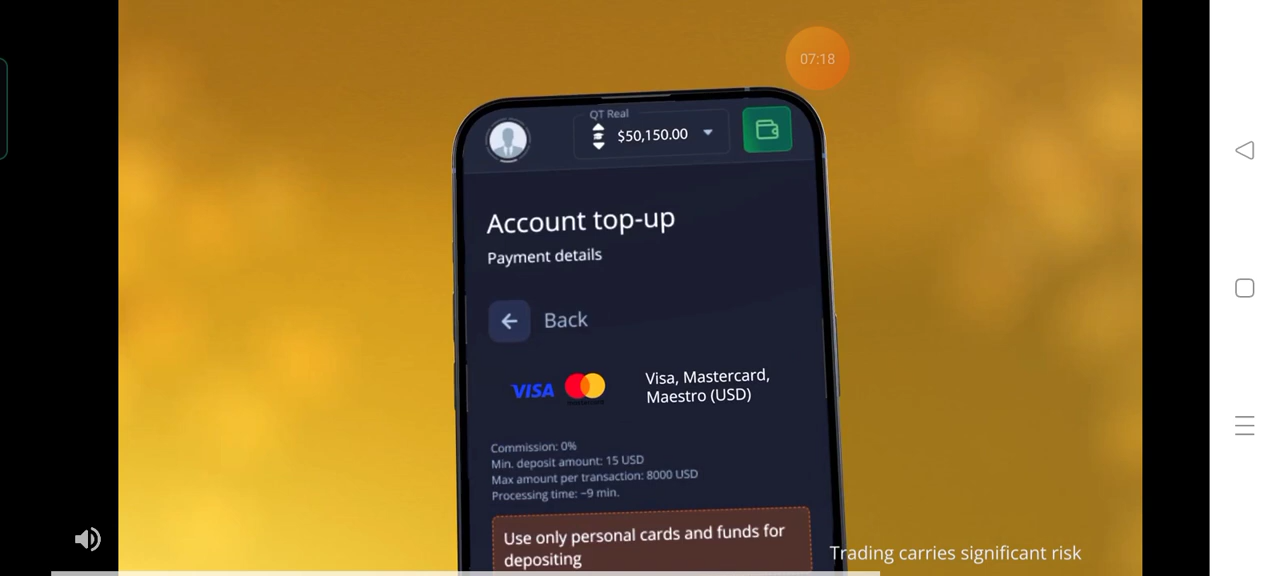 07:18
QT Real
$50,150.00
Account top-up
Payment details
Back
VISA
Visa, Mastercard,
Maestro (USD)
Commission: 0%
Min. deposit amount: 15 USD
Max amount per transaction: 8000 USD
Processing time: ~9 min.
Use only personal cards and funds for
depositing
Trading carries significant risk